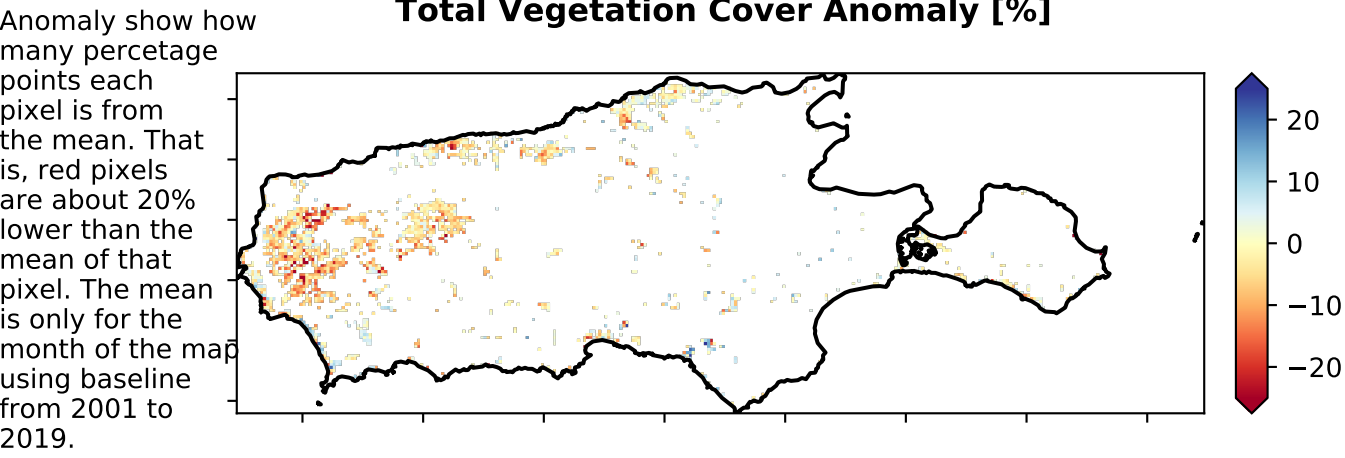 Total Vegetation Cover Anomaly [%]
Anomaly show how
many percetage
points each
pixel is from
the mean. That
is, red pixels
are about 20%
lower than the
mean of that
pixel. The mean
is only for the
month of the map
using baseline
from 2001 to
2019.
20
10
0
−10
−20